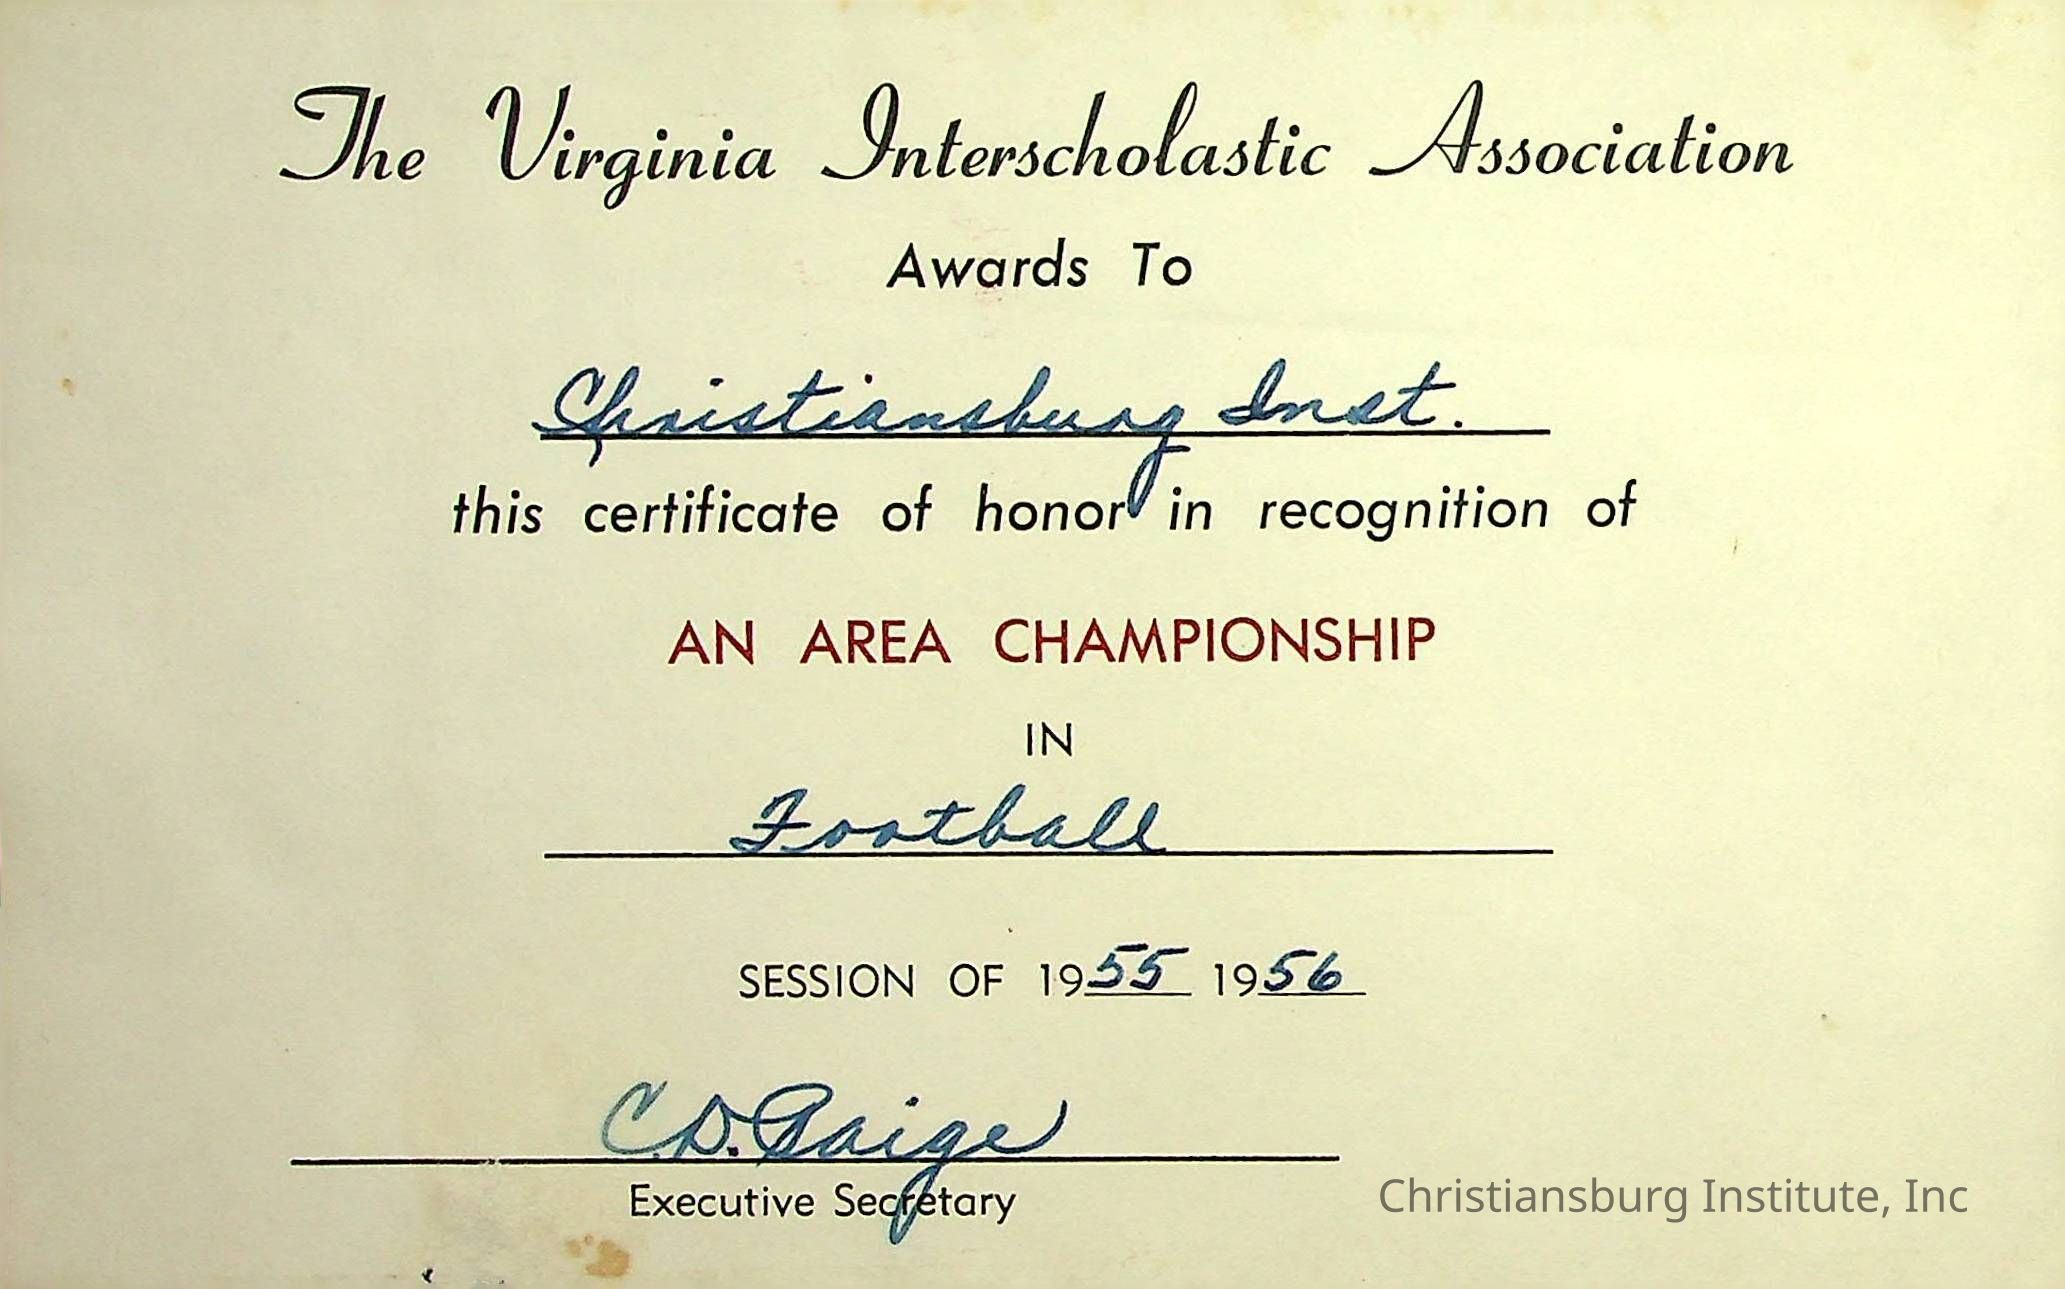 The Virginia Interscholastic Association
Awards To
Christiansburg Inst.
this certificate of honor in recognition of
AN AREA CHAMPIONSHIP
IN
Football
SESSION OF 1955 1956
C.D. Paige
Executive Secretary
Christiansburg Institute, Inc